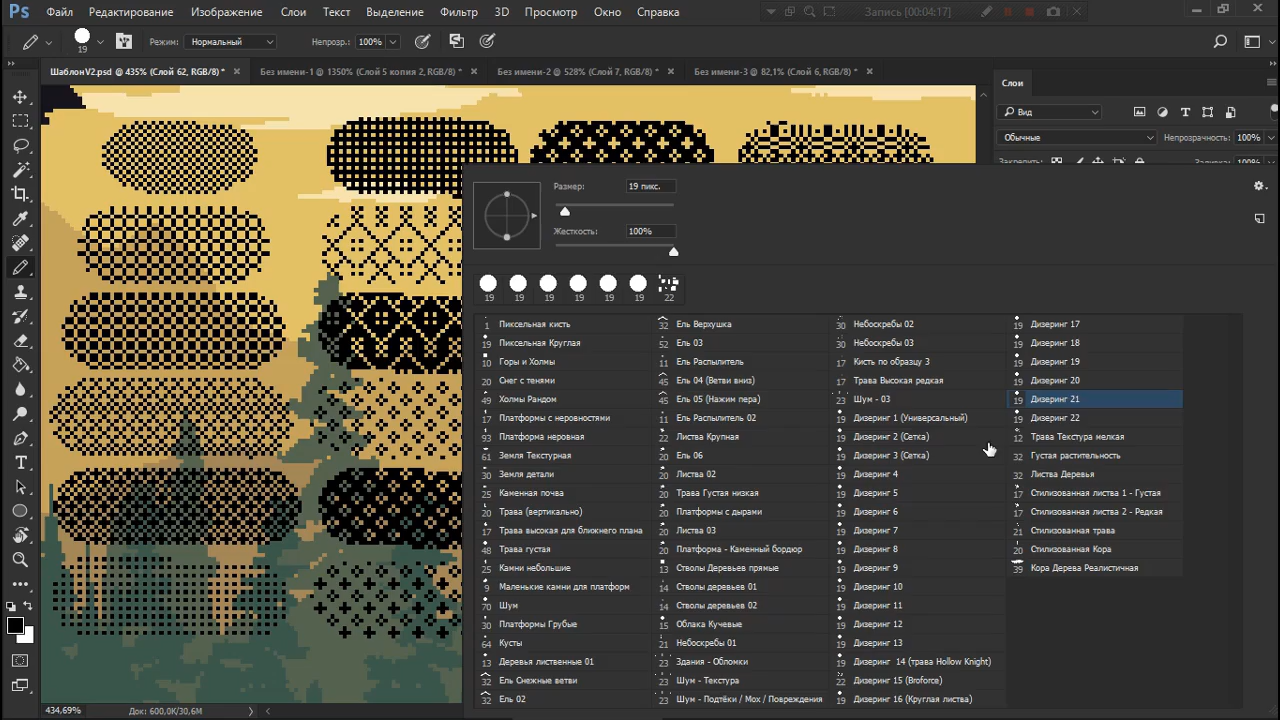 Ps Файл Редактирование Изображение Слои Текст Выделение Фильтр 3D Просмотр Окно Справка Запись [00:04:17]
19 Режим: Нормальный Непрозр.: 100%
ШаблонV2.psd @ 435% (Слой 62, RGB/8) * Без имени-1 @ 1350% (Слой 5 копия 2, RGB/8) * Без имени-2 @ 528% (Слой 7, RGB/8) * Без имени-3 @ 82,1% (Слой 6, RGB/8) *
Слои
Вид
Обычные Непрозрачность: 100%
Закрепить: Заливка: 100%
Размер: 19 пикс.
Жесткость: 100%
19 19 19 19 19 19 22
1 Пиксельная кисть 32 Ель Верхушка 30 Небоскребы 02 19 Дизеринг 17
19 Пиксельная Круглая 52 Ель 03 30 Небоскребы 03 19 Дизеринг 18
10 Горы и Холмы 11 Ель Распылитель 17 Кисть по образцу 3 19 Дизеринг 19
20 Снег с тенями 45 Ель 04 (Ветви вниз) 17 Трава Высокая редкая 19 Дизеринг 20
49 Холмы Рандом 45 Ель 05 (Нажим пера) 23 Шум - 03 19 Дизеринг 21
17 Платформы с неровностями 11 Ель Распылитель 02 19 Дизеринг 1 (Универсальный) 19 Дизеринг 22
93 Платформа неровная 22 Листва Крупная 19 Дизеринг 2 (Сетка) 12 Трава Текстура мелкая
61 Земля Текстурная 20 Ель 06 19 Дизеринг 3 (Сетка) 32 Густая растительность
30 Земля детали 20 Листва 02 19 Дизеринг 4 32 Листва Деревья
25 Каменная почва 20 Трава Густая низкая 19 Дизеринг 5 17 Стилизованная листва 1 - Густая
20 Трава (вертикально) 20 Платформы с дырами 19 Дизеринг 6 17 Стилизованная листва 2 - Редкая
17 Трава высокая для ближнего плана 20 Листва 03 19 Дизеринг 7 21 Стилизованная трава
48 Трава густая 20 Платформа - Каменный бордюр 19 Дизеринг 8 20 Стилизованная Кора
25 Камни небольшие 13 Стволы Деревьев прямые 19 Дизеринг 9 39 Кора Дерева Реалистичная
9 Маленькие камни для платформ 14 Стволы деревьев 01 19 Дизеринг 10
70 Шум 14 Стволы деревьев 02 19 Дизеринг 11
30 Платформы Грубые 15 Облака Кучевые 19 Дизеринг 12
64 Кусты 21 Небоскребы 01 19 Дизеринг 13
13 Деревья лиственные 01 23 Здания - Обломки 19 Дизеринг 14 (трава Hollow Knight)
32 Ель Снежные ветви 23 Шум - Текстура 22 Дизеринг 15 (Broforce)
32 Ель 02 23 Шум - Подтёки / Мох / Повреждения 19 Дизеринг 16 (Круглая листва)
434,69% Док: 600,0K/30,6M